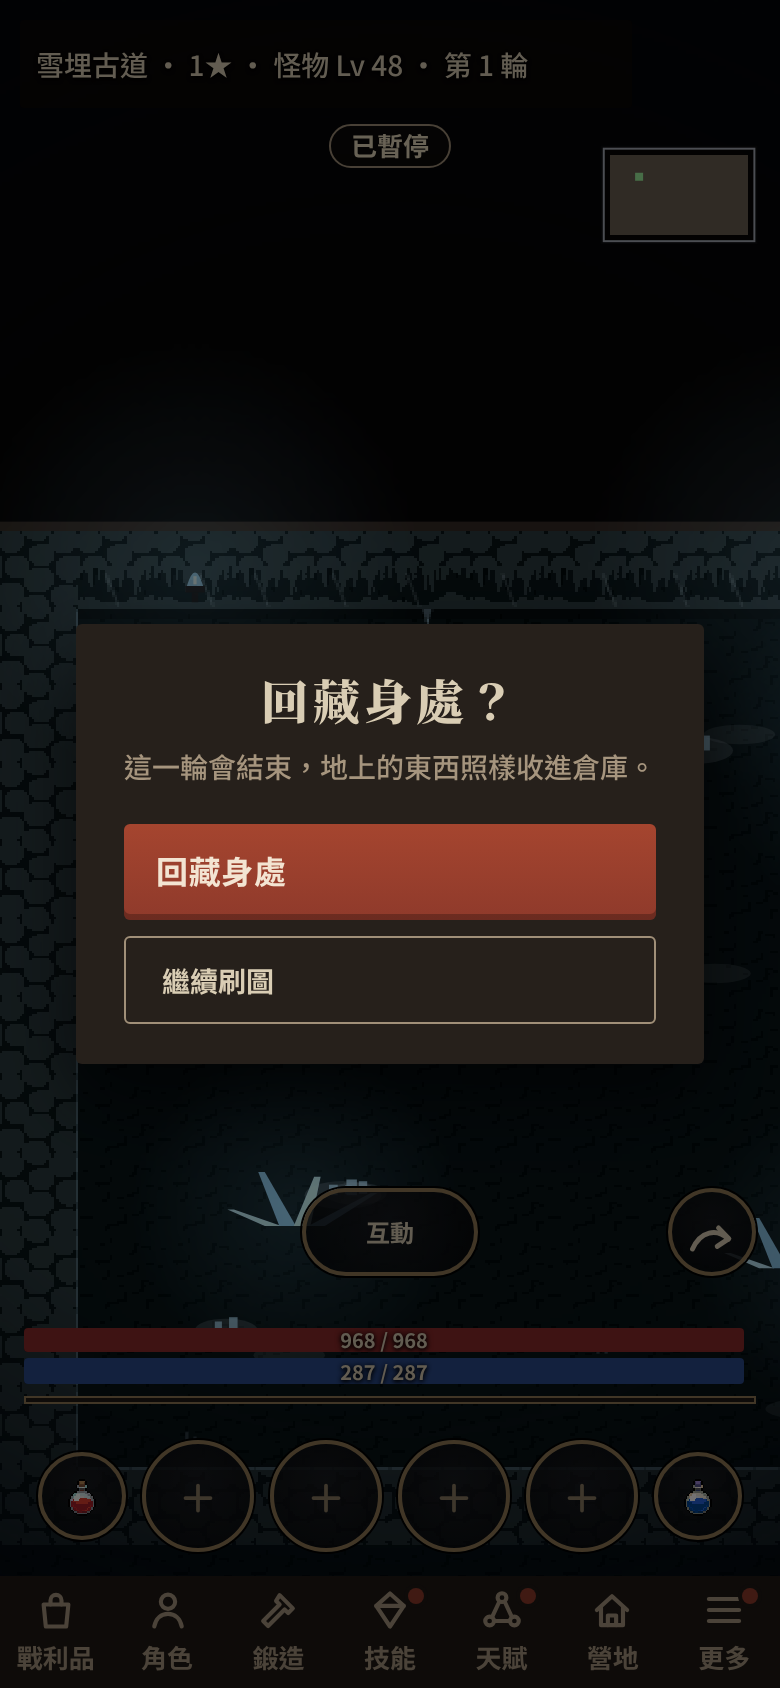 雪埋古道 · 1★ · 怪物 Lv 48 · 第 1 輪
已暫停
回藏身處？
這一輪會結束，地上的東西照樣收進倉庫。
回藏身處
繼續刷圖
互動
968 / 968
287 / 287
戰利品 角色 鍛造 技能 天賦 營地 更多